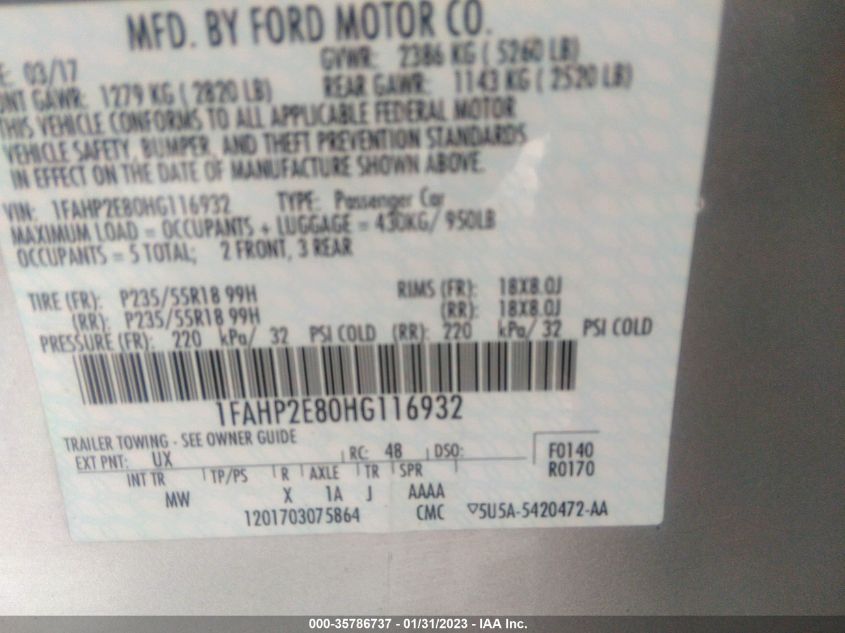 MFD. BY FORD MOTOR CO.
: 03/17 GVWR: 2386 KG ( 5260 LB)
NT GAWR: 1279 KG ( 2820 LB) REAR GAWR: 1143 KG ( 2520 LB)
THIS VEHICLE CONFORMS TO ALL APPLICABLE FEDERAL MOTOR
VEHICLE SAFETY, BUMPER, AND THEFT PREVENTION STANDARDS
IN EFFECT ON THE DATE OF MANUFACTURE SHOWN ABOVE.
VIN: 1FAHP2E80HG116932 TYPE: Passenger Car
MAXIMUM LOAD = OCCUPANTS + LUGGAGE = 430KG/ 950LB
OCCUPANTS = 5 TOTAL; 2 FRONT, 3 REAR
TIRE (FR): P235/55R18 99H RIMS (FR): 18X8.0J
(RR): P235/55R18 99H (RR): 18X8.0J
PRESSURE (FR): 220 kPa/ 32 PSI COLD (RR): 220 kPa/ 32 PSI COLD
1FAHP2E80HG116932
TRAILER TOWING - SEE OWNER GUIDE
EXT PNT: UX RC: 48 DSO: F0140
R0170
INT TR TP/PS R AXLE TR SPR
MW X 1A J AAAA
1201703075864 CMC ▽5U5A-5420472-AA
000-35786737 - 01/31/2023 - IAA Inc.